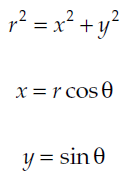 r² = x² + y²
x = r cos θ
y = sin θ